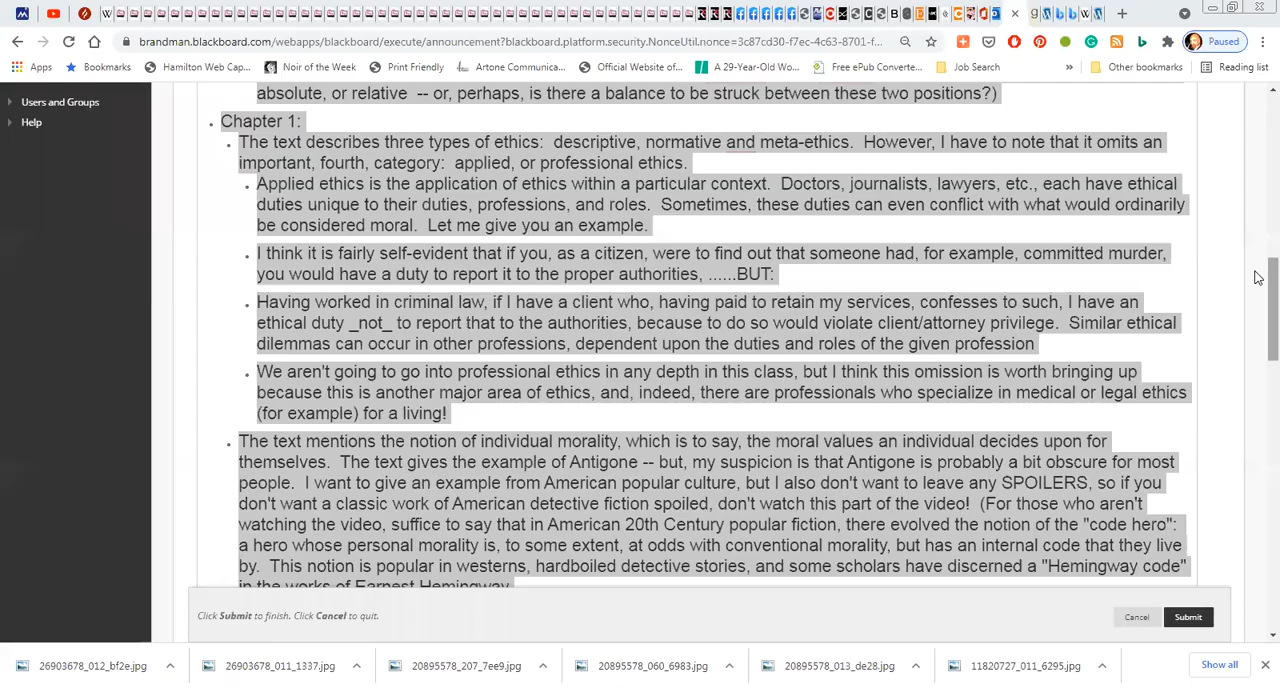 Paused
brandman.blackboard.com/webapps/blackboard/execute/announcement?blackboard.platform.security.NonceUtil.nonce=3c87cd30-f7ec-4c63-8701-f...
Apps Bookmarks Hamilton Web Cap... Noir of the Week Print Friendly Artone Communica... Official Website of... A 29-Year-Old Wo... Free ePub Converte... Job Search » Other bookmarks Reading list
Users and Groups
Help
absolute, or relative -- or, perhaps, is there a balance to be struck between these two positions?)
Chapter 1:
The text describes three types of ethics: descriptive, normative and meta-ethics. However, I have to note that it omits an
important, fourth, category: applied, or professional ethics.
Applied ethics is the application of ethics within a particular context. Doctors, journalists, lawyers, etc., each have ethical
duties unique to their duties, professions, and roles. Sometimes, these duties can even conflict with what would ordinarily
be considered moral. Let me give you an example.
I think it is fairly self-evident that if you, as a citizen, were to find out that someone had, for example, committed murder,
you would have a duty to report it to the proper authorities, ......BUT:
Having worked in criminal law, if I have a client who, having paid to retain my services, confesses to such, I have an
ethical duty _not_ to report that to the authorities, because to do so would violate client/attorney privilege. Similar ethical
dilemmas can occur in other professions, dependent upon the duties and roles of the given profession
We aren't going to go into professional ethics in any depth in this class, but I think this omission is worth bringing up
because this is another major area of ethics, and, indeed, there are professionals who specialize in medical or legal ethics
(for example) for a living!
The text mentions the notion of individual morality, which is to say, the moral values an individual decides upon for
themselves. The text gives the example of Antigone -- but, my suspicion is that Antigone is probably a bit obscure for most
people. I want to give an example from American popular culture, but I also don't want to leave any SPOILERS, so if you
don't want a classic work of American detective fiction spoiled, don't watch this part of the video! (For those who aren't
watching the video, suffice to say that in American 20th Century popular fiction, there evolved the notion of the "code hero":
a hero whose personal morality is, to some extent, at odds with conventional morality, but has an internal code that they live
by. This notion is popular in westerns, hardboiled detective stories, and some scholars have discerned a "Hemingway code"
in the works of Earnest Hemingway.
Click Submit to finish. Click Cancel to quit.
Cancel Submit
26903678_012_bf2e.jpg 26903678_011_1337.jpg 20895578_207_7ee9.jpg 20895578_060_6983.jpg 20895578_013_de28.jpg 11820727_011_6295.jpg Show all